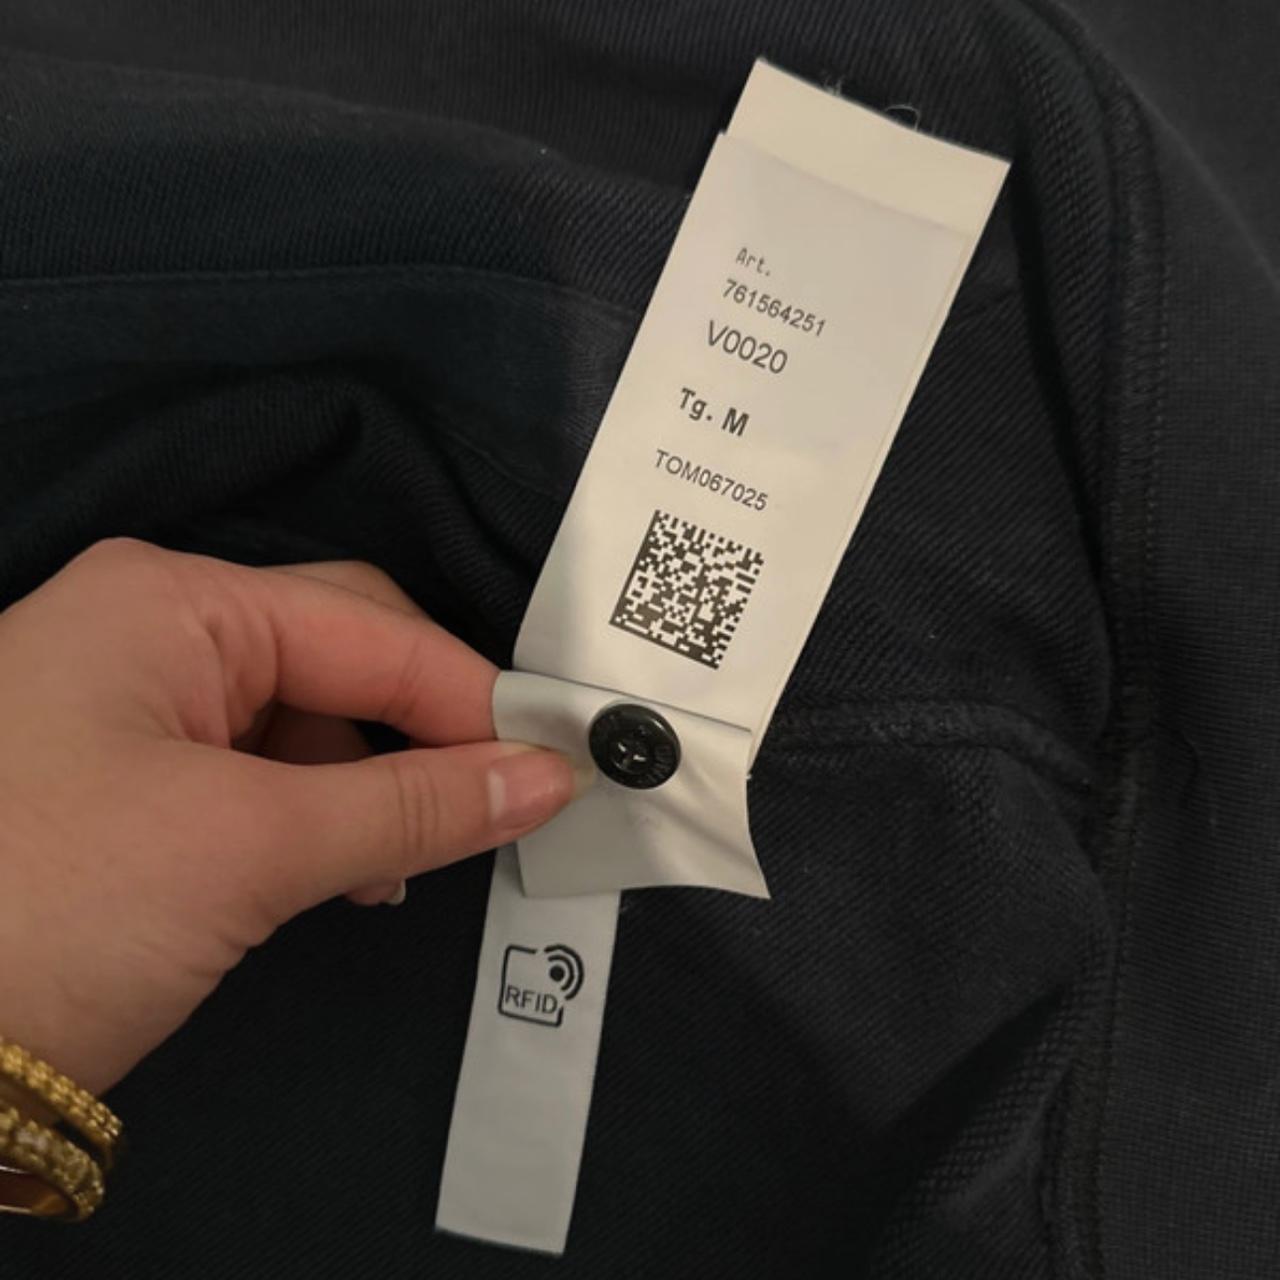 Art.
761564251
V0020
Tg. M
TOM067025
RFID